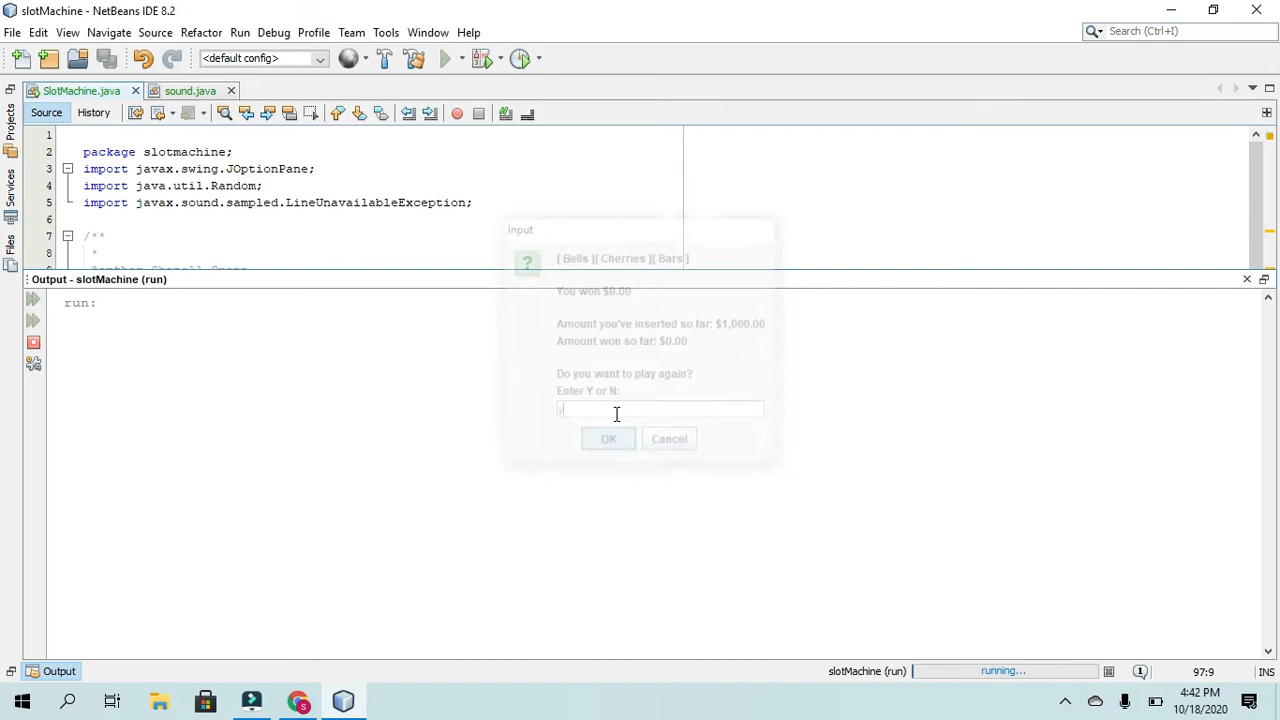 slotMachine - NetBeans IDE 8.2
File Edit View Navigate Source Refactor Run Debug Profile Team Tools Window Help
Search (Ctrl+I)
<default config>
SlotMachine.java sound.java
Source History
Projects
Services
Files
1
2 package slotmachine;
3 import javax.swing.JOptionPane;
4 import java.util.Random;
5 import javax.sound.sampled.LineUnavailableException;
7 /**
8 *
Input
[ Bells ][ Cherries ][ Bars ]
Output - slotMachine (run)
run:
You won $0.00
Amount you've inserted so far: $1,000.00
Amount won so far: $0.00
Do you want to play again?
Enter Y or N:
y
OK Cancel
Output
slotMachine (run) running... 1 97:9 INS
4:42 PM
10/18/2020